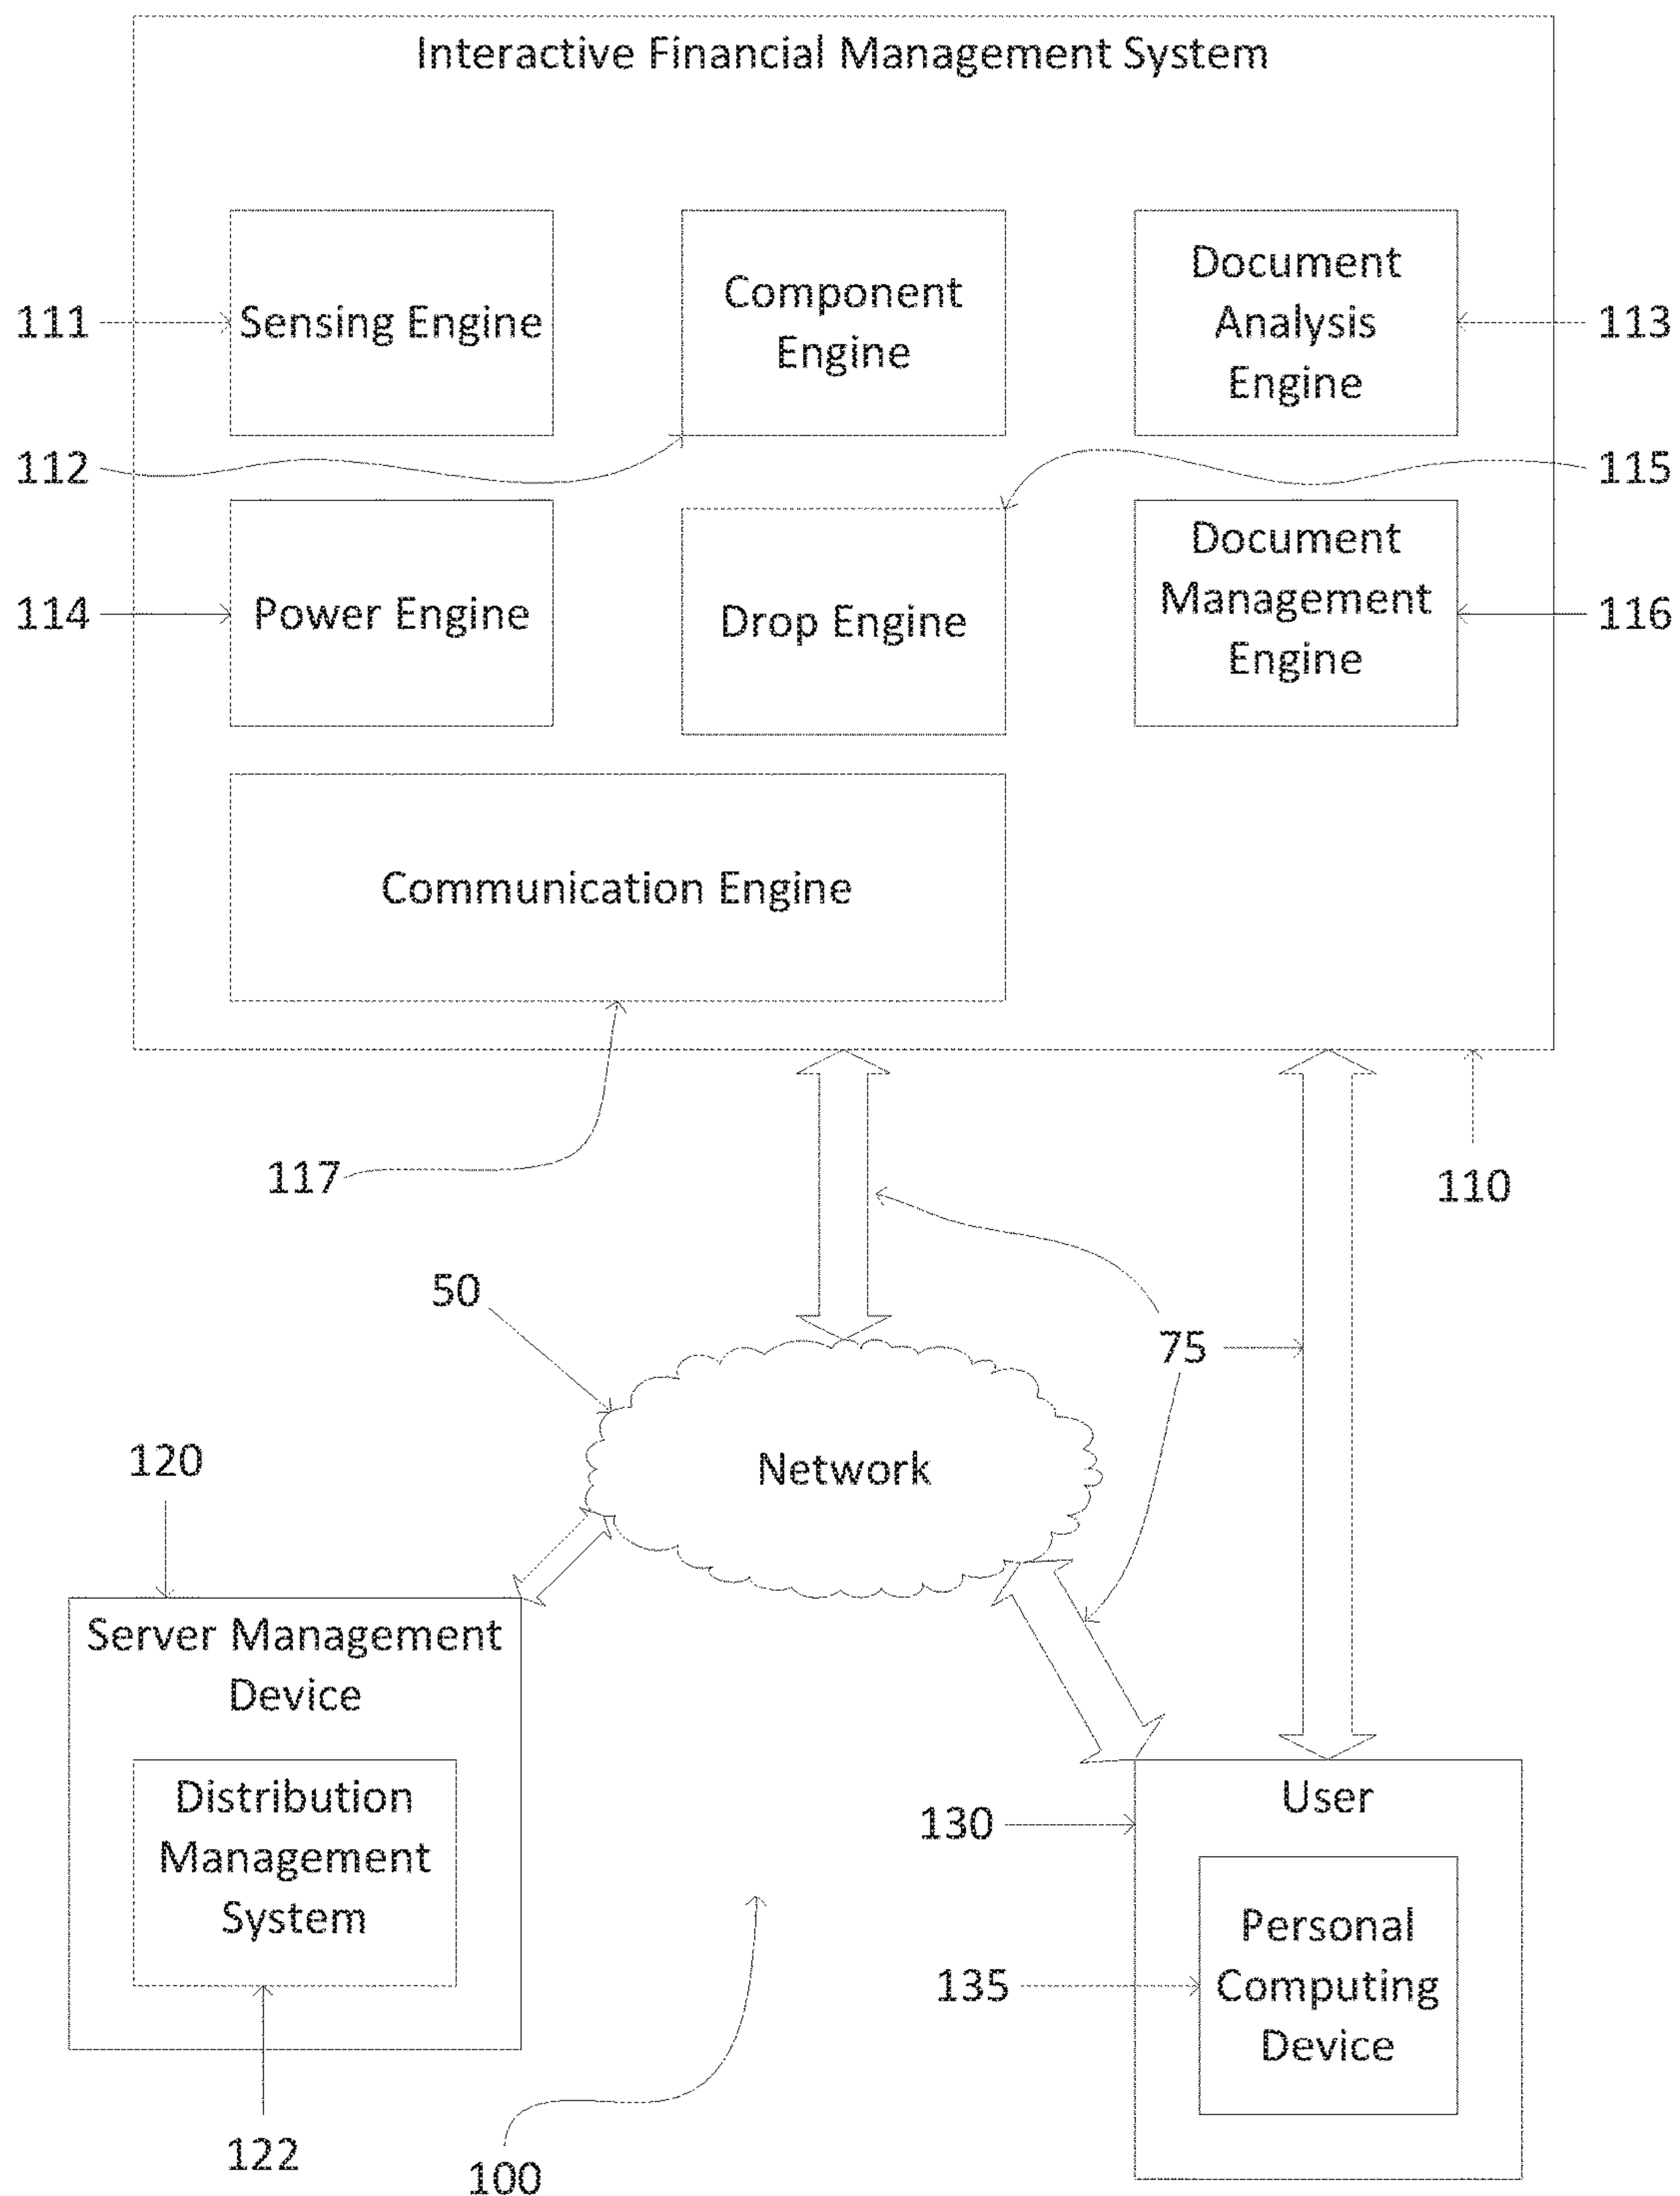 Interactive Financial Management System
111
Sensing Engine
Component
Engine
Document
Analysis
Engine
113
112
115
114
Power Engine
Drop Engine
Document
Management
Engine
116
Communication Engine
117
110
50
75
Network
120
Server Management
Device
Distribution
Management
System
122
100
130
User
135
Personal
Computing
Device